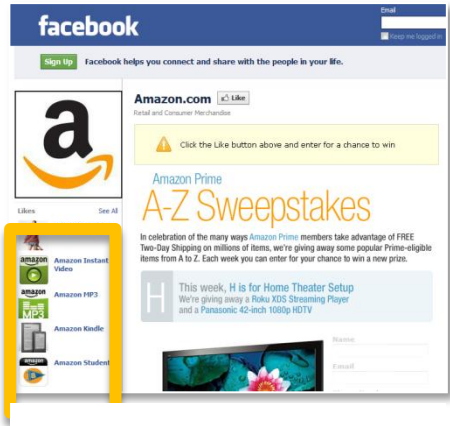 facebook
Email
Keep me logged in
Sign Up
Facebook helps you connect and share with the people in your life.
a
Amazon.com
Like
Retail and Consumer Merchandise
Click the Like button above and enter for a chance to win
Amazon Prime
A-Z Sweepstakes
In celebration of the many ways Amazon Prime members take advantage of FREE
Two-Day Shipping on millions of items, we're giving away some popular Prime-eligible
items from A to Z. Each week you can enter for your chance to win a new prize.
H
This week, H is for Home Theater Setup
We're giving away a Roku XDS Streaming Player
and a Panasonic 42-inch 1080p HDTV
Name
Email
Likes
See All
amazon
Amazon Instant
Video
amazon
MP3
Amazon MP3
Amazon Kindle
amazon
Amazon Student